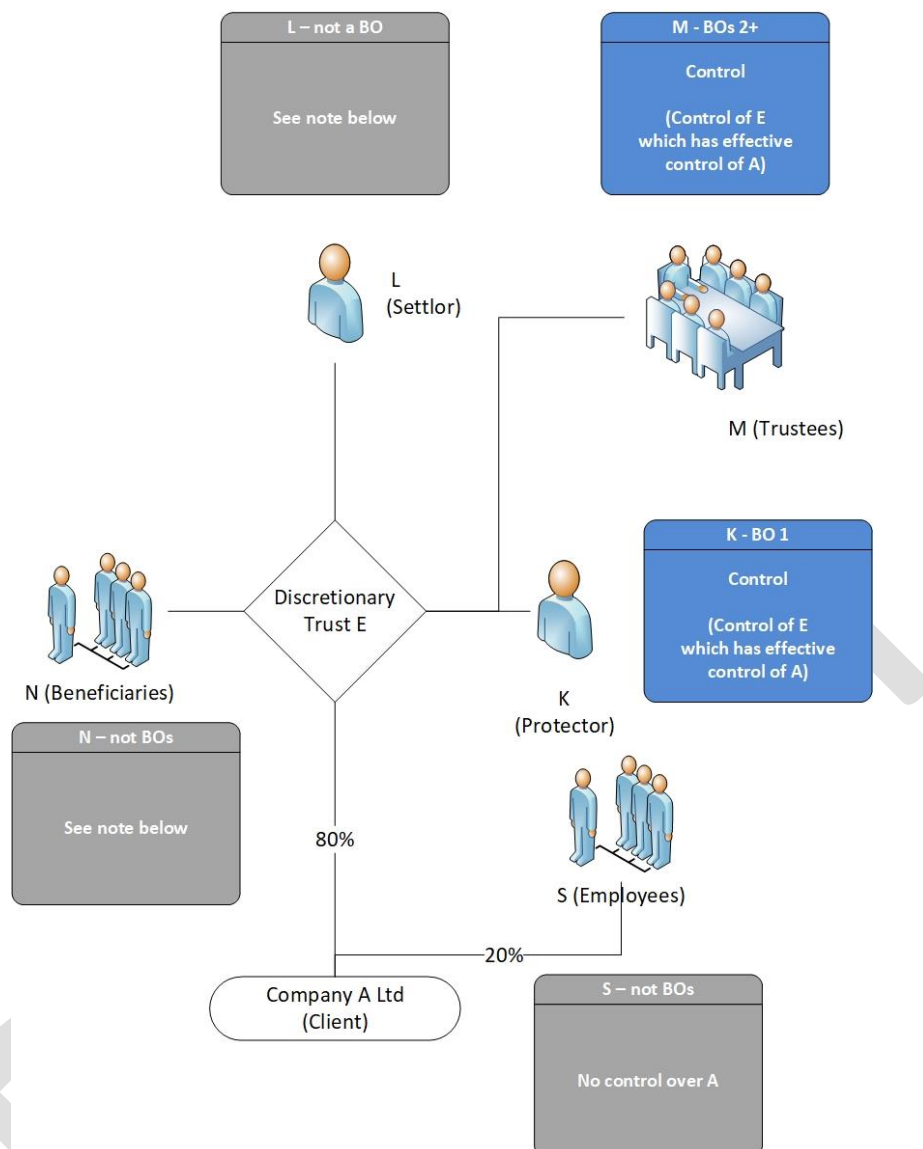 L – not a BO
See note below
M - BOs 2+
Control
(Control of E
which has effective
control of A)
L
(Settlor)
M (Trustees)
K - BO 1
Control
(Control of E
which has effective
control of A)
Discretionary
Trust E
N (Beneficiaries)
K
(Protector)
N – not BOs
See note below
80%
S (Employees)
20%
Company A Ltd
(Client)
S – not BOs
No control over A